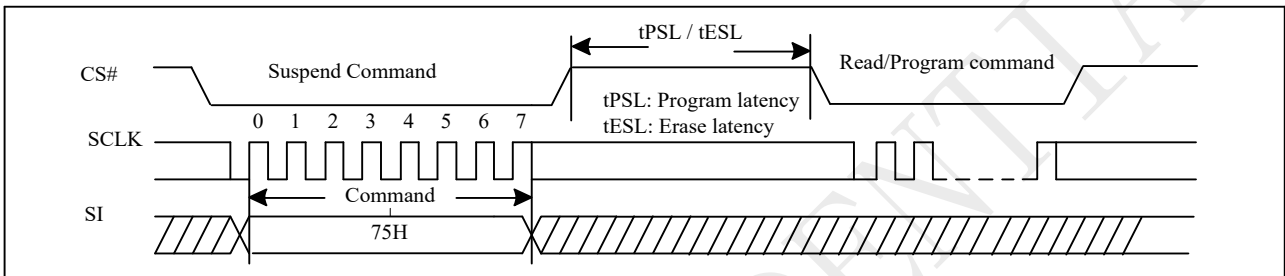 tPSL / tESL
CS#
Suspend Command
Read/Program command
tPSL: Program latency
tESL: Erase latency
0 1 2 3 4 5 6 7
SCLK
Command
SI
75H